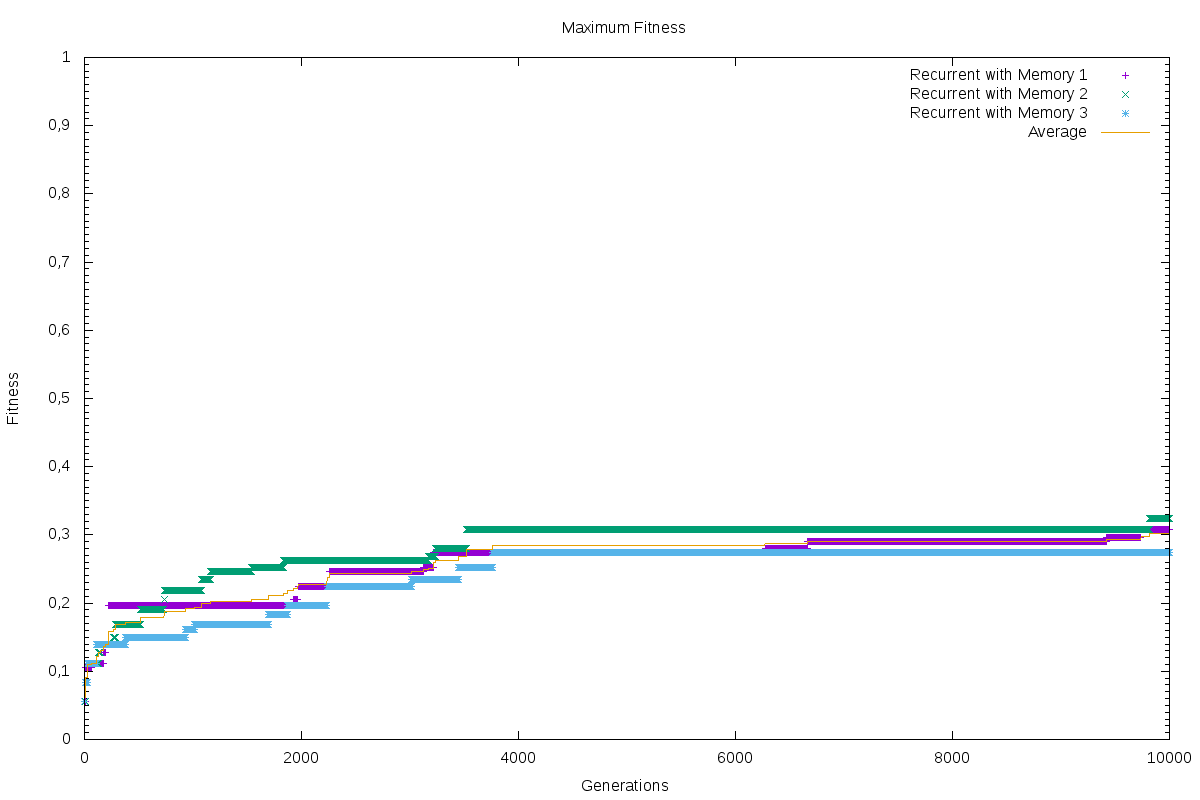 Maximum Fitness
1
Recurrent with Memory 1
Recurrent with Memory 2
Recurrent with Memory 3
Average
0,9
0,8
0,7
0,6
0,5
0,4
0,3
0,2
0,1
0
Fitness
0 2000 4000 6000 8000 10000
Generations